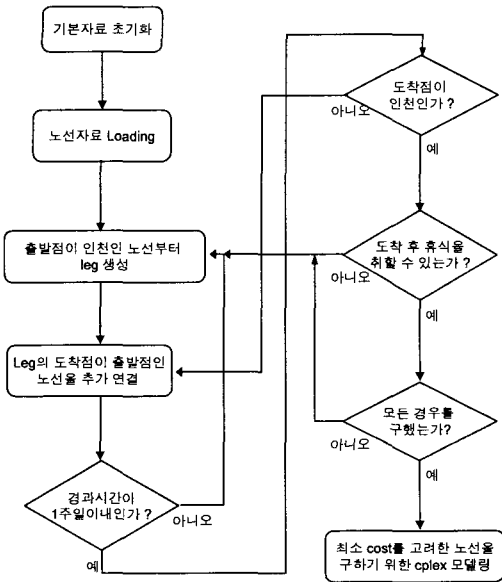 기본자료 초기화
노선자료 Loading
출발점이 인천인 노선부터
leg 생성
Leg의 도착점이 출발점인
노선을 추가 연결
경과시간이
1주일이내인가 ?
아니오
예
도착점이
인천인가 ?
아니오
예
도착 후 휴식을
취할 수 있는가 ?
아니오
예
모든 경우를
구했는가?
아니오
예
최소 cost를 고려한 노선을
구하기 위한 cplex 모델링